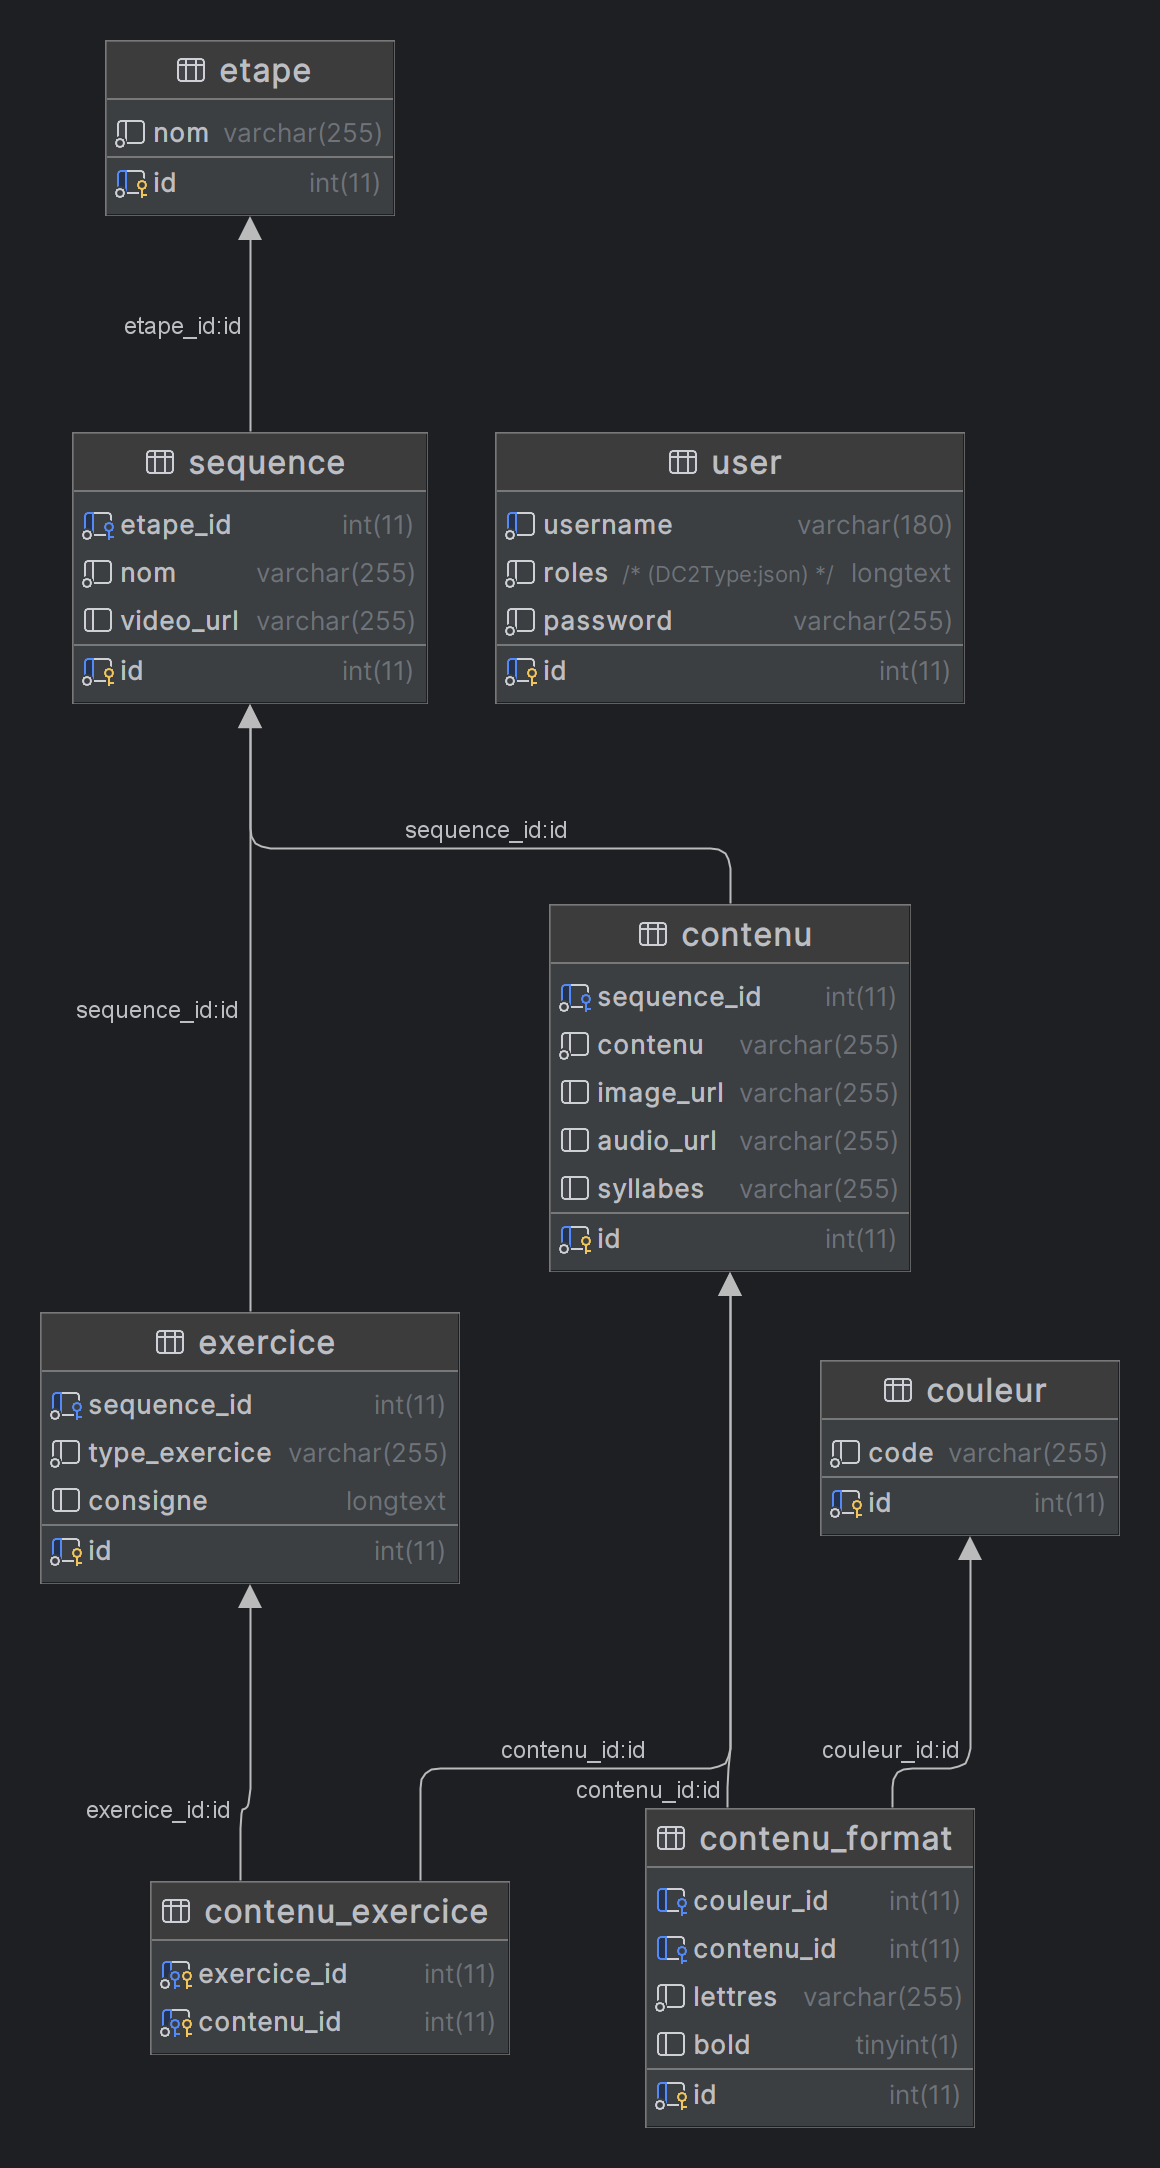 etape
nom varchar(255)
id int(11)
etape_id:id
sequence
etape_id int(11)
nom varchar(255)
video_url varchar(255)
id int(11)
user
username varchar(180)
roles /* (DC2Type:json) */ longtext
password varchar(255)
id int(11)
sequence_id:id
contenu
sequence_id int(11)
contenu varchar(255)
image_url varchar(255)
audio_url varchar(255)
syllabes varchar(255)
id int(11)
sequence_id:id
exercice
sequence_id int(11)
type_exercice varchar(255)
consigne longtext
id int(11)
couleur
code varchar(255)
id int(11)
contenu_id:id
couleur_id:id
contenu_id:id
exercice_id:id
contenu_format
couleur_id int(11)
contenu_id int(11)
lettres varchar(255)
bold tinyint(1)
id int(11)
contenu_exercice
exercice_id int(11)
contenu_id int(11)